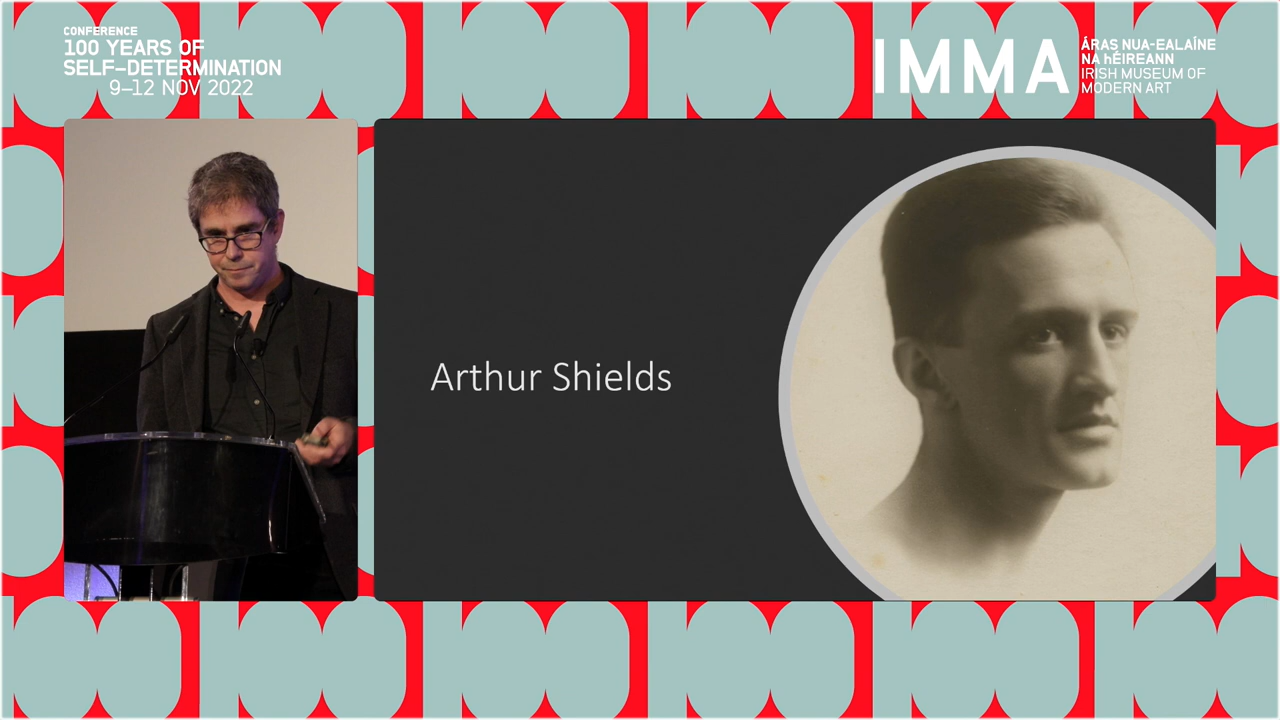 CONFERENCE
100 YEARS OF
SELF–DETERMINATION
9–12 NOV 2022
IMMA
ÁRAS NUA-EALAÍNE
NA hÉIREANN
IRISH MUSEUM OF
MODERN ART
Arthur Shields